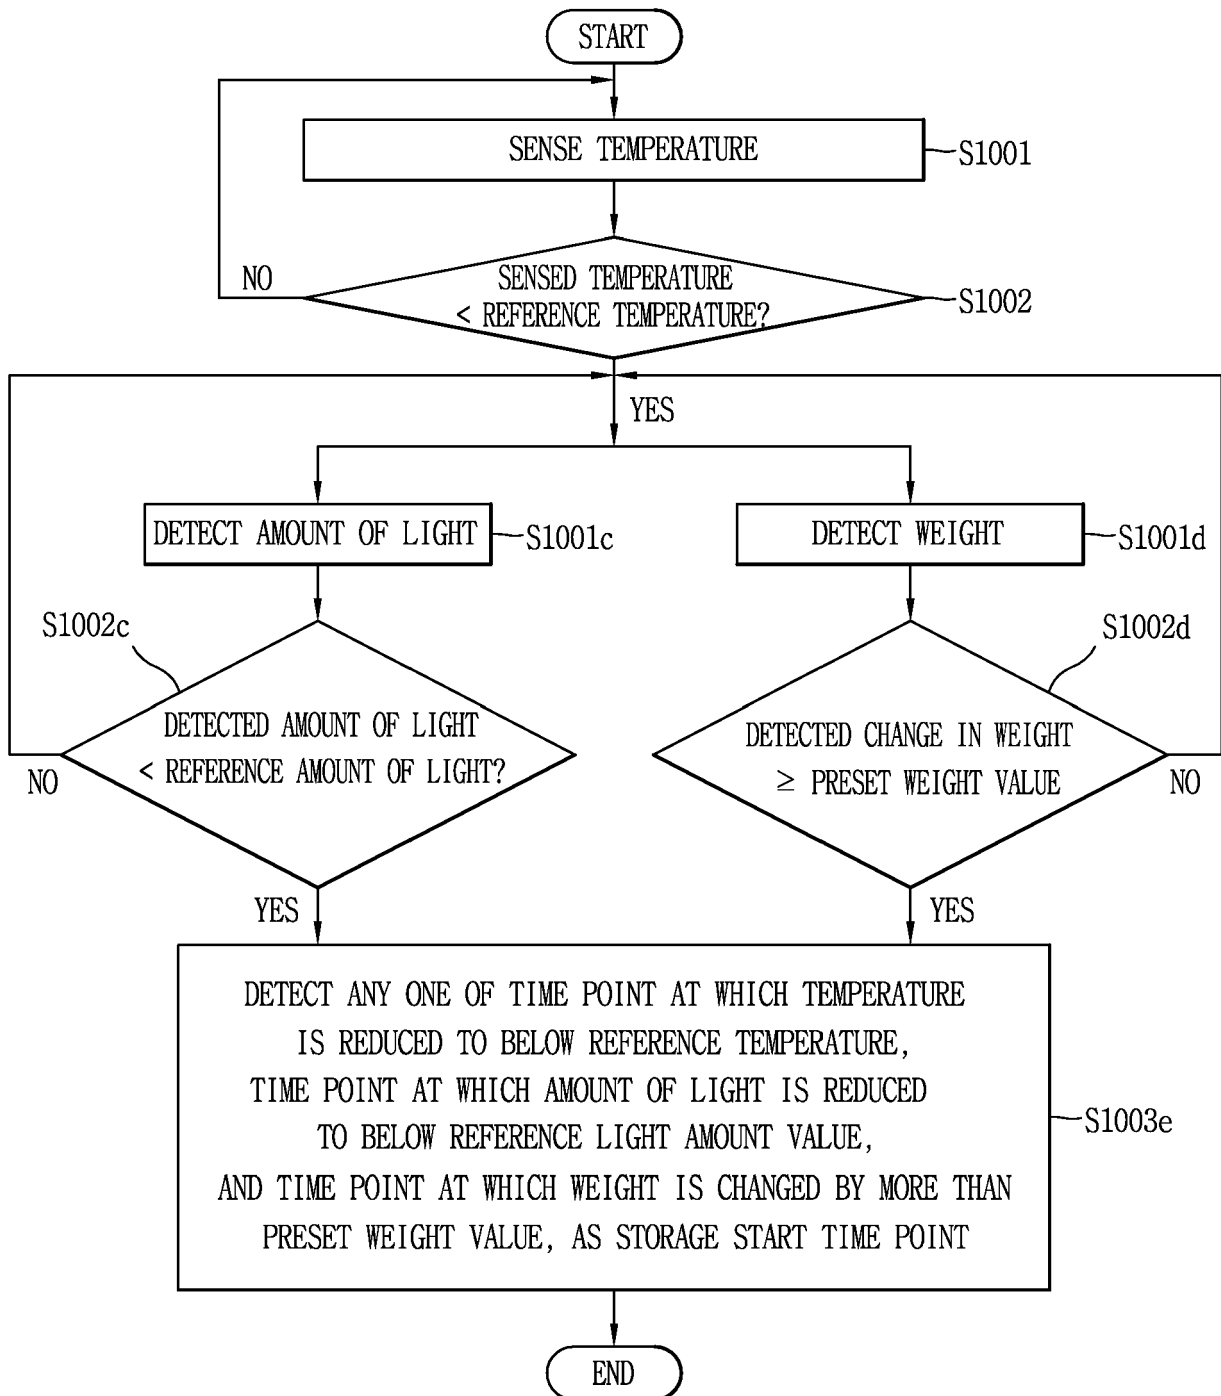 START
SENSE TEMPERATURE
S1001
SENSED TEMPERATURE
< REFERENCE TEMPERATURE?
NO
S1002
YES
DETECT AMOUNT OF LIGHT
S1001c
DETECT WEIGHT
S1001d
S1002c
S1002d
DETECTED AMOUNT OF LIGHT
< REFERENCE AMOUNT OF LIGHT?
NO
DETECTED CHANGE IN WEIGHT
≥ PRESET WEIGHT VALUE
NO
YES
YES
DETECT ANY ONE OF TIME POINT AT WHICH TEMPERATURE
IS REDUCED TO BELOW REFERENCE TEMPERATURE,
TIME POINT AT WHICH AMOUNT OF LIGHT IS REDUCED
TO BELOW REFERENCE LIGHT AMOUNT VALUE,
AND TIME POINT AT WHICH WEIGHT IS CHANGED BY MORE THAN
PRESET WEIGHT VALUE, AS STORAGE START TIME POINT
S1003e
END